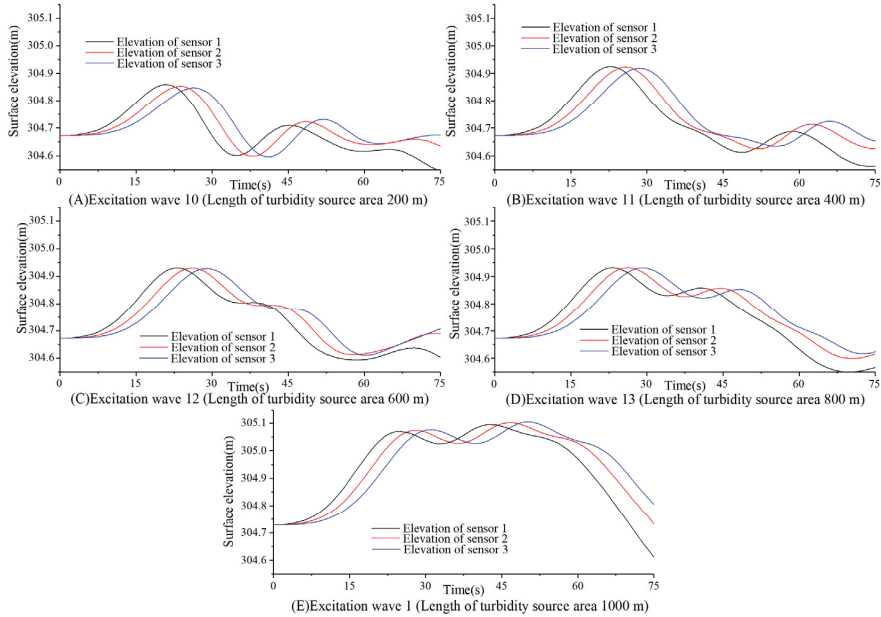 305.1
305.0
304.9
304.8
304.7
304.6
Surface elevation(m)
Elevation of sensor 1
Elevation of sensor 2
Elevation of sensor 3
0 15 30 45 60 75
Time(s)
(A)Excitation wave 10 (Length of turbidity source area 200 m)
305.1
305.0
304.9
304.8
304.7
304.6
Surface elevation(m)
Elevation of sensor 1
Elevation of sensor 2
Elevation of sensor 3
0 15 30 45 60 75
Time(s)
(B)Excitation wave 11 (Length of turbidity source area 400 m)
305.1
305.0
304.9
304.8
304.7
304.6
Surface elevation(m)
Elevation of sensor 1
Elevation of sensor 2
Elevation of sensor 3
0 15 30 45 60 75
Time(s)
(C)Excitation wave 12 (Length of turbidity source area 600 m)
305.1
305.0
304.9
304.8
304.7
304.6
Surface elevation(m)
Elevation of sensor 1
Elevation of sensor 2
Elevation of sensor 3
0 15 30 45 60 75
Time(s)
(D)Excitation wave 13 (Length of turbidity source area 800 m)
305.1
305.0
304.9
304.8
304.7
304.6
Surface elevation(m)
Elevation of sensor 1
Elevation of sensor 2
Elevation of sensor 3
0 15 30 45 60 75
Time(s)
(E)Excitation wave 1 (Length of turbidity source area 1000 m)